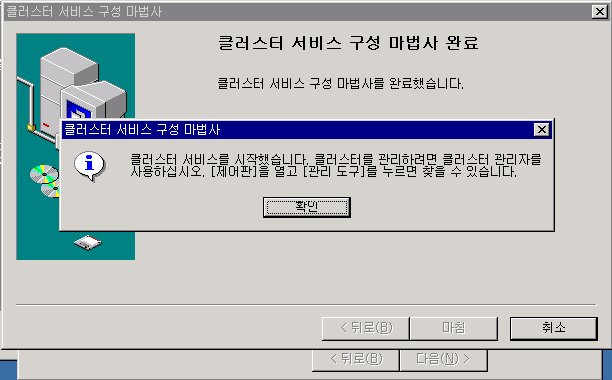 클러스터 서비스 구성 마법사
클러스터 서비스 구성 마법사 완료
클러스터 서비스 구성 마법사를 완료했습니다.
클러스터 서비스 구성 마법사
클러스터 서비스를 시작했습니다. 클러스터를 관리하려면 클러스터 관리자를
사용하십시오. [제어판]을 열고 [관리 도구]를 누르면 찾을 수 있습니다.
확인
< 뒤로(B) 마침 취소
< 뒤로(B) 다음(N) >